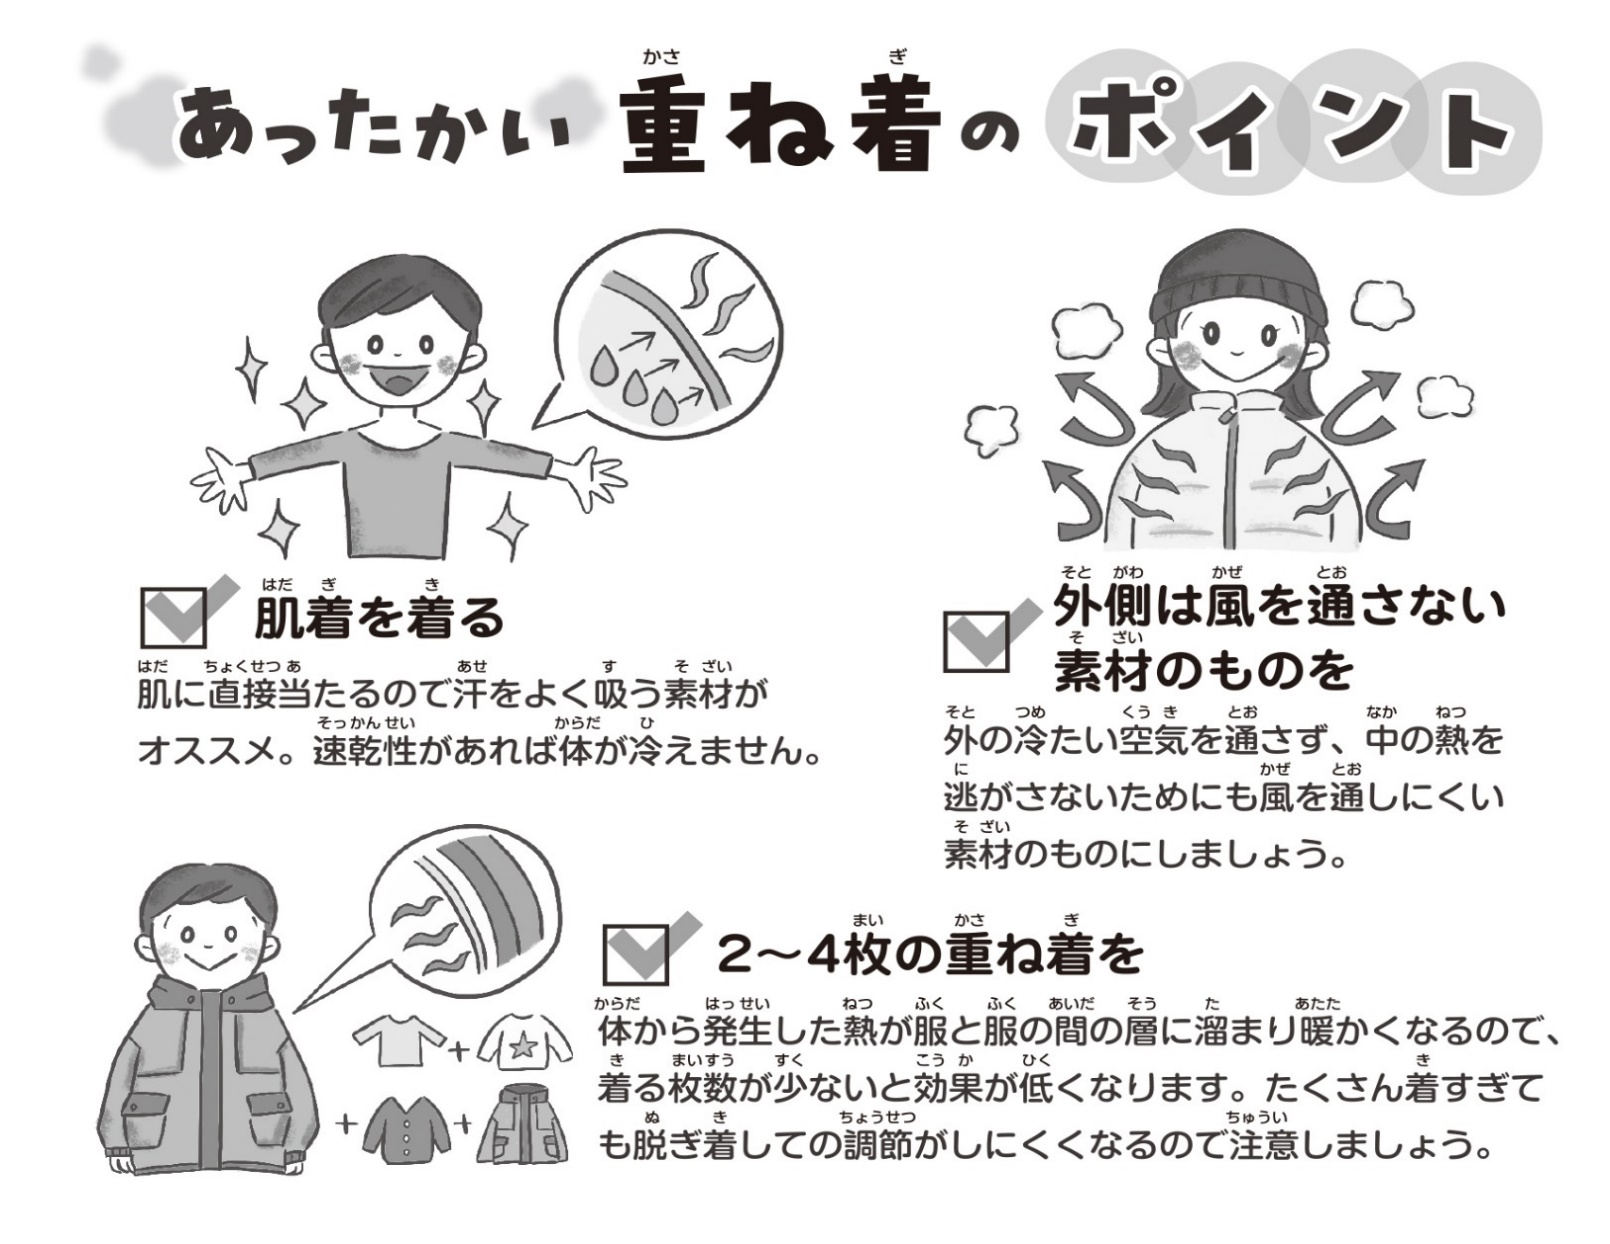 あったかい重ね着のポイント
肌着を着る
肌に直接当たるので汗をよく吸う素材が
オススメ。速乾性があれば体が冷えません。
外側は風を通さない
素材のものを
外の冷たい空気を通さず、中の熱を
逃がさないためにも風を通しにくい
素材のものにしましょう。
2～4枚の重ね着を
体から発生した熱が服と服の間の層に溜まり暖かくなるので、
着る枚数が少ないと効果が低くなります。たくさん着すぎて
も脱ぎ着しての調節がしにくくなるので注意しましょう。